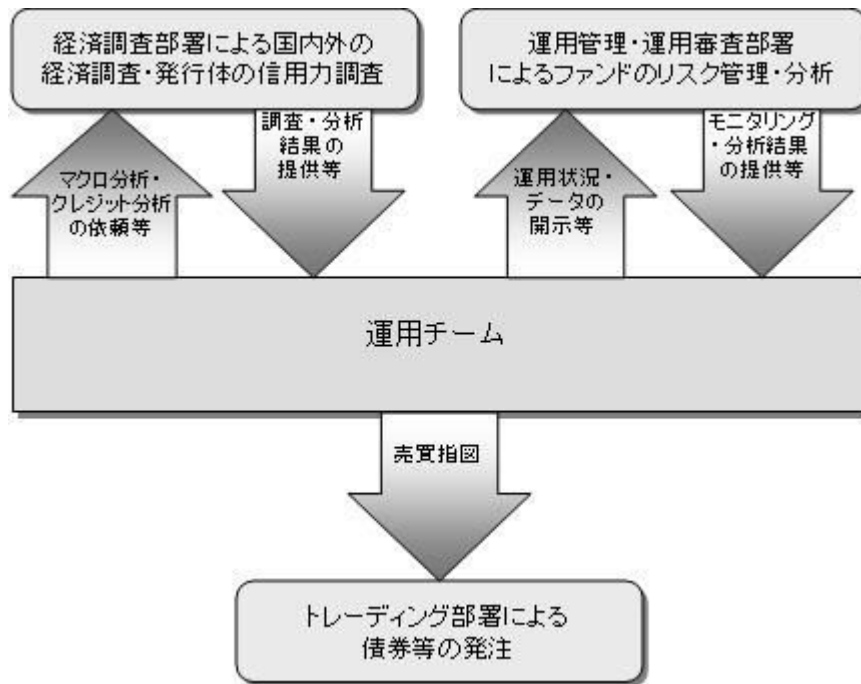 経済調査部署による国内外の
経済調査・発行体の信用力調査
運用管理・運用審査部署
によるファンドのリスク管理・分析
マクロ分析・
クレジット分析
の依頼等
調査・分析
結果の
提供等
運用状況・
データの
開示等
モニタリング
・分析結果
の提供等
運用チーム
売買指図
トレーディング部署による
債券等の発注